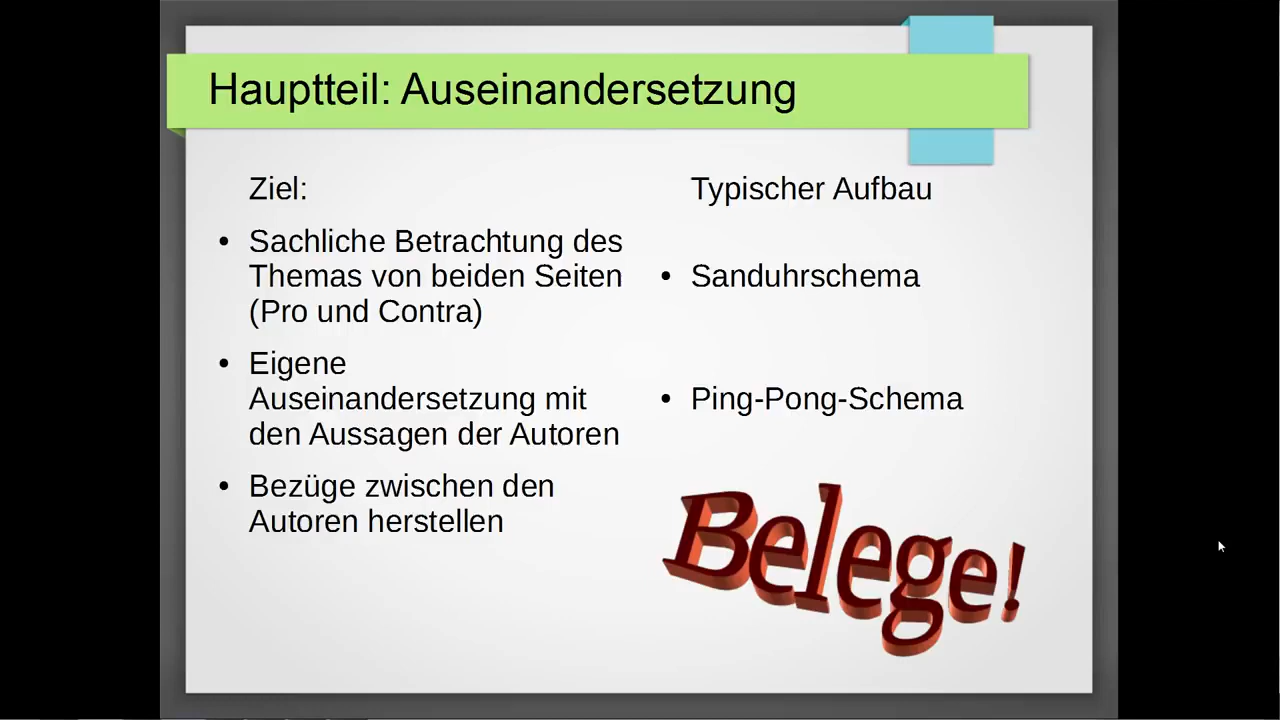 Hauptteil: Auseinandersetzung
Ziel:
Sachliche Betrachtung des
Themas von beiden Seiten
(Pro und Contra)
Eigene
Auseinandersetzung mit
den Aussagen der Autoren
Bezüge zwischen den
Autoren herstellen
Typischer Aufbau
Sanduhrschema
Ping-Pong-Schema
Belege!